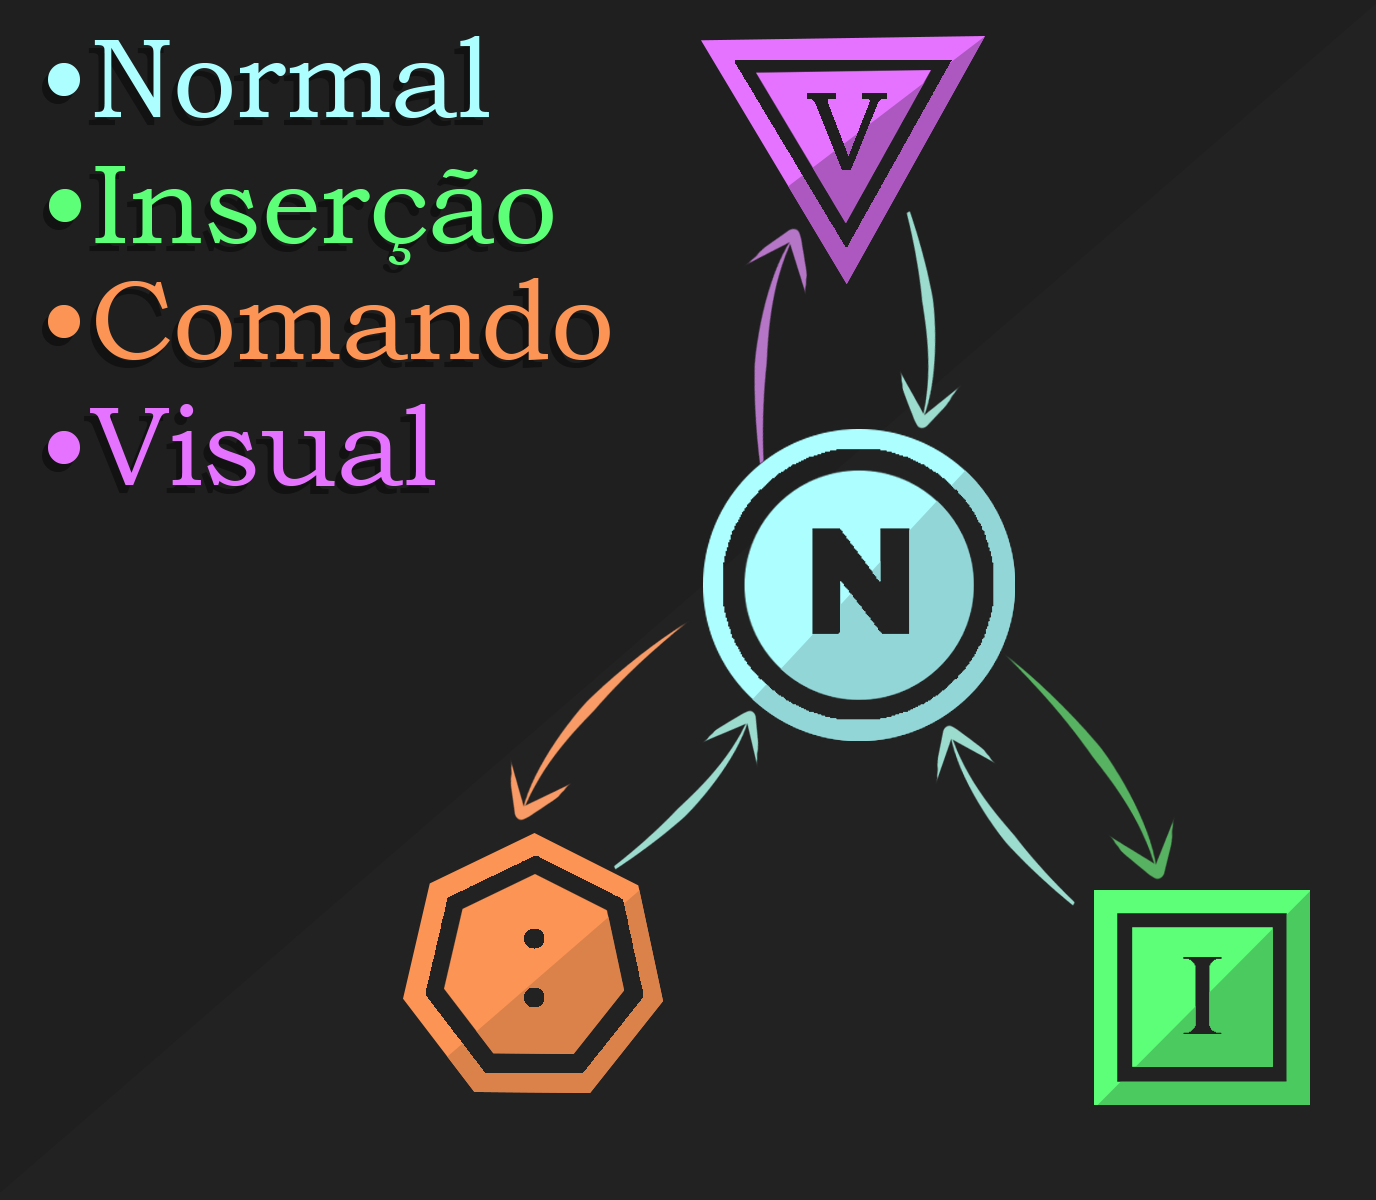 •Normal
•Inserção
•Comando
•Visual
V
N
:
I